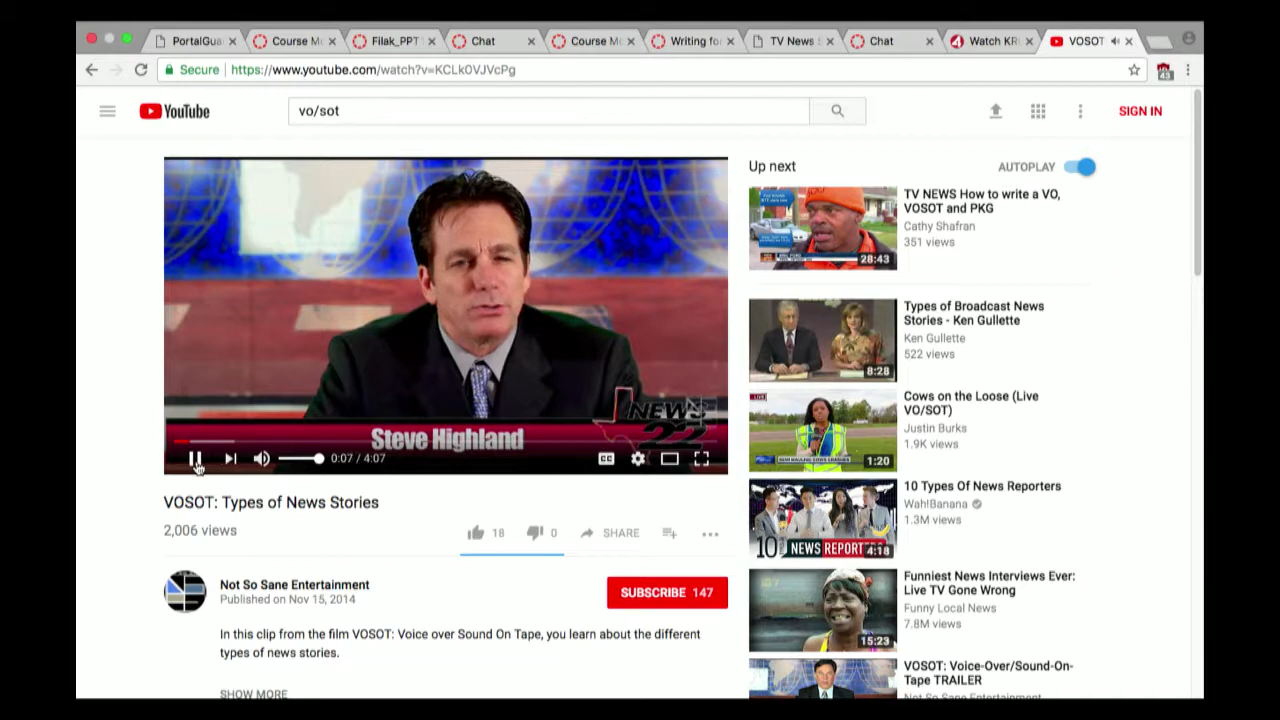 PortalGua
Course Mo
Filak_PPT
Chat
Course Mo
Writing fo
TV News S
Chat
Watch KR
VOSOT
Secure
https://www.youtube.com/watch?v=KCLk0VJVcPg
43
YouTube
vo/sot
SIGN IN
NEWS
22
Steve Highland
0:07 / 4:07
CC
VOSOT: Types of News Stories
2,006 views
18
0
SHARE
Not So Sane Entertainment
Published on Nov 15, 2014
SUBSCRIBE 147
In this clip from the film VOSOT: Voice over Sound On Tape, you learn about the different
types of news stories.
SHOW MORE
Up next
AUTOPLAY
28:43
TV NEWS How to write a VO,
VOSOT and PKG
Cathy Shafran
351 views
8:28
Types of Broadcast News
Stories - Ken Gullette
Ken Gullette
522 views
LIVE
1:20
Cows on the Loose (Live
VO/SOT)
Justin Burks
1.9K views
10 NEWS REPORT
4:18
10 Types Of News Reporters
Wah!Banana
1.3M views
15:23
Funniest News Interviews Ever:
Live TV Gone Wrong
Funny Local News
7.8M views
VOSOT: Voice-Over/Sound-On-
Tape TRAILER
Not So Sane Entertainment